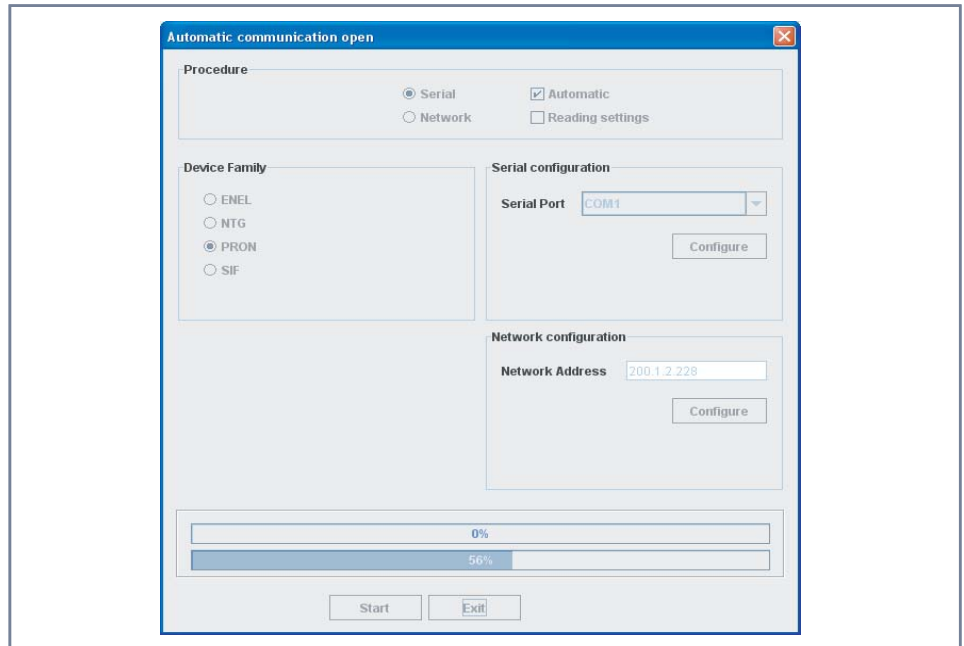 Automatic communication open
Procedure
Serial
Automatic
Network
Reading settings
Device Family
ENEL
NTG
PRON
SIF
Serial configuration
Serial Port COM1
Configure
Network configuration
Network Address 200.1.2.228
Configure
0%
56%
Start
Exit